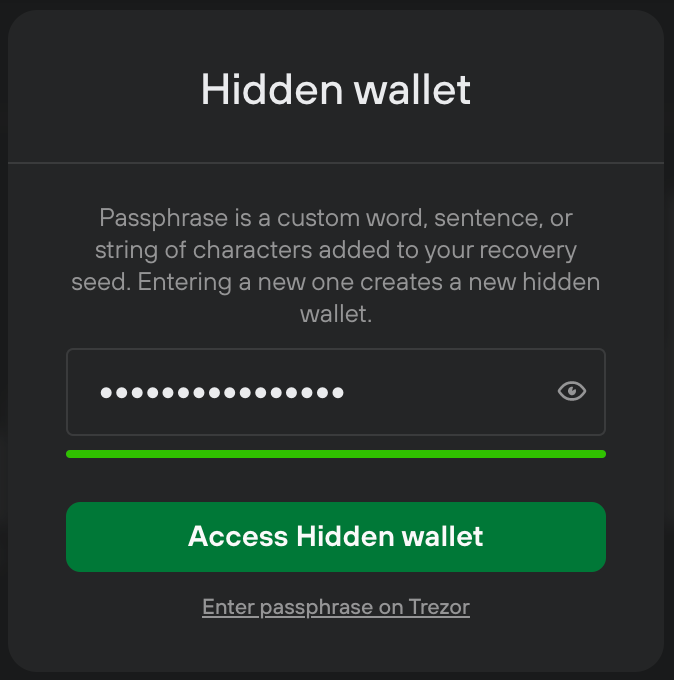 Hidden wallet
Passphrase is a custom word, sentence, or
string of characters added to your recovery
seed. Entering a new one creates a new hidden
wallet.
••••••••••••••••
Access Hidden wallet
Enter passphrase on Trezor